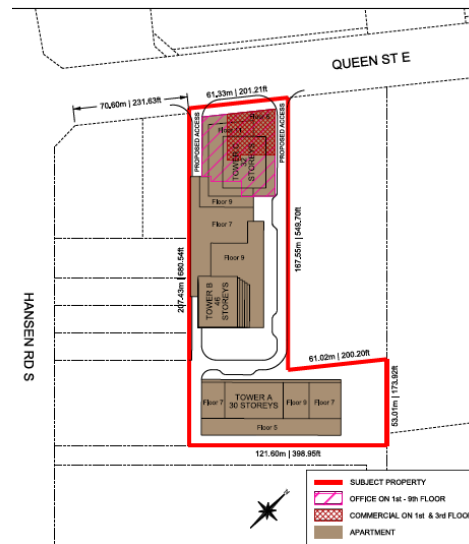 QUEEN ST E
70.60m | 231.63ft
61.33m | 201.21ft
PROPOSED ACCESS
PROPOSED ACCESS
Floor 11
TOWER C
STOREYS
Floor 9
Floor 7
Floor 9
TOWER B
46
STOREYS
207.43m | 680.54ft
167.55m | 549.70ft
HANSEN RD S
61.02m | 200.20ft
53.01m | 173.92ft
Floor 7
TOWER A
30 STOREYS
Floor 9
Floor 7
Floor 5
121.60m | 398.95ft
SUBJECT PROPERTY
OFFICE ON 1st - 9th FLOOR
COMMERCIAL ON 1st & 3rd FLOO
APARTMENT